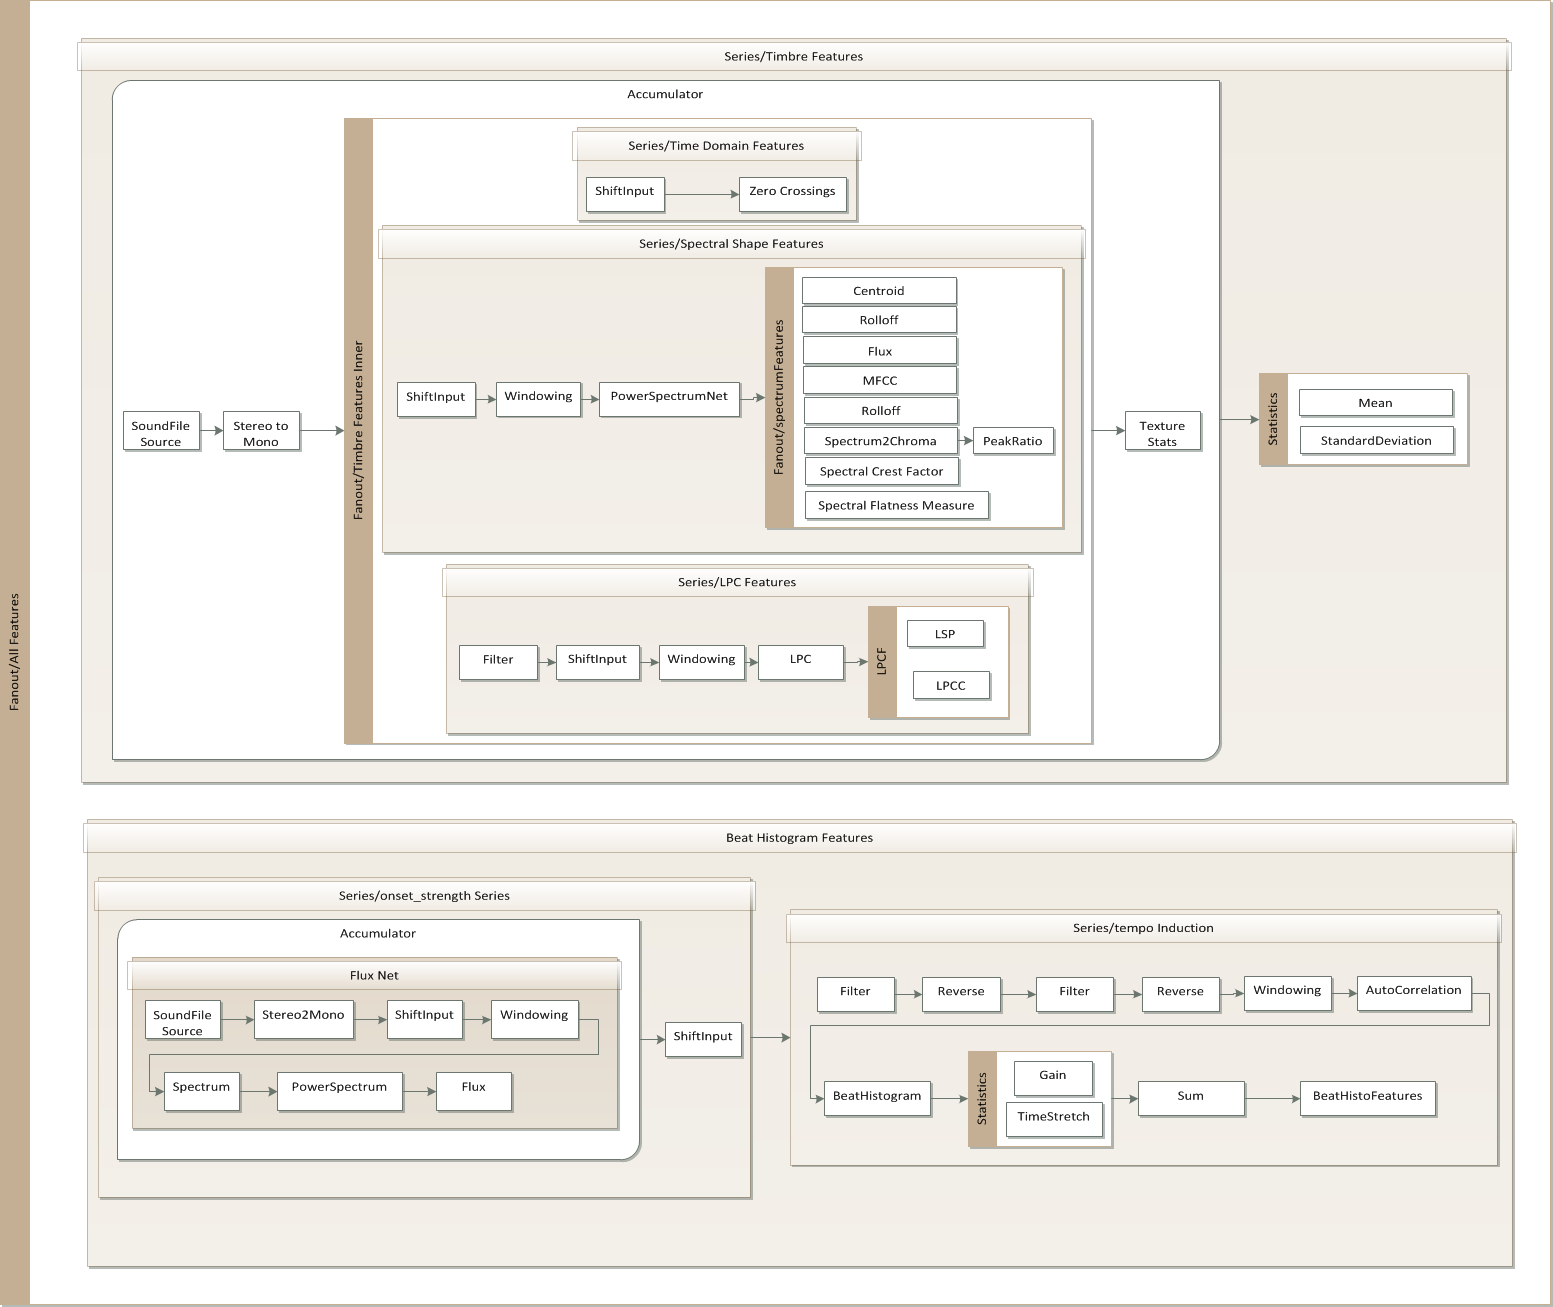 Fanout/All Features
Series/Timbre Features
Accumulator
SoundFile
Source
Stereo to
Mono
Fanout/Timbre Features Inner
Series/Time Domain Features
ShiftInput
Zero Crossings
Series/Spectral Shape Features
ShiftInput
Windowing
PowerSpectrumNet
Fanout/spectrumFeatures
Centroid
Rolloff
Flux
MFCC
Rolloff
Spectrum2Chroma
PeakRatio
Spectral Crest Factor
Spectral Flatness Measure
Series/LPC Features
Filter
ShiftInput
Windowing
LPC
LPCF
LSP
LPCC
Texture
Stats
Statistics
Mean
StandardDeviation
Beat Histogram Features
Series/onset_strength Series
Accumulator
Flux Net
SoundFile
Source
Stereo2Mono
ShiftInput
Windowing
Spectrum
PowerSpectrum
Flux
ShiftInput
Series/tempo Induction
Filter
Reverse
Filter
Reverse
Windowing
AutoCorrelation
BeatHistogram
Statistics
Gain
TimeStretch
Sum
BeatHistoFeatures